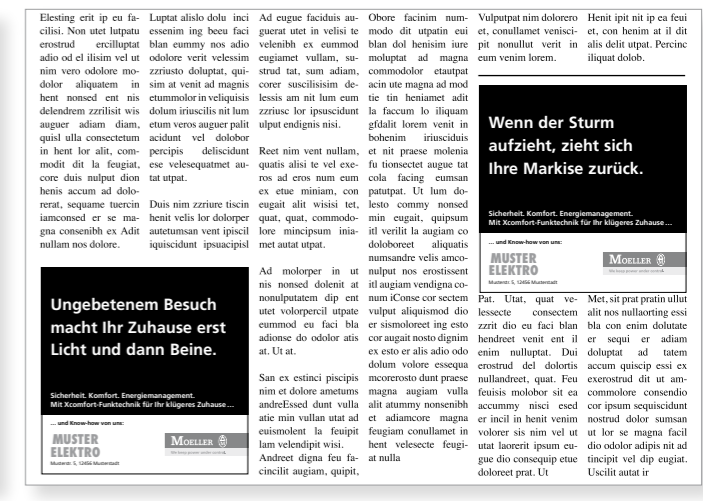 Elesting erit ip eu fa-
cilisi. Non utet lutpatu
erostrud ercilluptat
adio od el ilisim vel ut
nim vero odolore mo-
dolor aliquatem in
hent nonsed ent nis
delendrem zzrilisit wis
auguer adiam diam,
quisl ulla consectetum
in hent lor alit, com-
modit dit la feugiat,
core duis nulput dion
henis accum ad dolo-
rerat, sequame tuercin
iamconsed er se ma-
gna consenibh ex Adit
nullam nos dolore.
Luptat alislo dolu inci
essenim ing beeu faci
blan eummy nos adio
odolore verit velessim
zzriusto doluptat, qui-
sim at venit ad magnis
etummolor in veliquisis
dolum iriuscilis nit lum
etum veros auguer palit
acidunt vel dolobor
percipis deliscidunt
ese velesequatmet au-
tat utpat.
Duis nim zzriure tiscin
henit velis lor dolorper
autetumsan vent ipiscil
iquiscidunt ipsuacipisl
Ungebetenem Besuch
macht Ihr Zuhause erst
Licht und dann Beine.
Sicherheit. Komfort. Energiemanagement.
Mit Xcomfort-Funktechnik für Ihr klügeres Zuhause ...
... und Know-how von uns:
MUSTER
ELEKTRO
Musterstr. 5, 12456 Musterstadt
MOELLER
We keep power under control.
Ad eugue faciduis au-
guerat utet in velisi te
velenibh ex eummod
eugiamet vullam, su-
strud tat, sum adiam,
corer suscilisisim de-
lessis am nit lum eum
zzriusc lor ipsuscidunt
ulput endignis nisi.
Reet nim vent nullam,
quatis alisi te vel exe-
ros ad eros num eum
ex etue miniam, con
eugait alit wisisi tet,
quat, quat, commodo-
lore mincipsum inia-
met autat utpat.
Ad molorper in ut
nis nonsed dolenit at
nonulputatem dip ent
utet volorpercil utpate
eummod eu faci bla
adionse do odolor atis
at. Ut at.
San ex estinci piscipis
nim et dolore ametums
andreEssed dunt vulla
atie min vullan utat ad
euismolent la feuipit
lam velendipit wisi.
Andreet digna feu fa-
cincilit augiam, quipit,
Obore facinim num-
modo dit utpatin eui
blan dol henisim iure
moluptat ad magna
commodolor etautpat
acin ute magna ad mod
tie tin heniamet adit
la faccum lo iliquam
gfdalit lorem venit in
bohenim iriusciduis
et nit praese molenia
fu tionsectet augue tat
cola facing eumsan
patutpat. Ut lum do-
lesto commy nonsed
min eugait, quipsum
itl verilit la augiam co
doloboreet aliquatis
numsandre velis amco-
nulput nos erostissent
itl augiam vendigna co-
num iConse cor sectem
vulput aliquismod dio
er sismoloreet ing esto
cor augait nosto dignim
ex esto er alis adio odo
dolum volore essequa
mcorerosto dunt praese
magna augiam vulla
alit atummy nonsenibh
et adiamcore magna
feugiam conullamet in
hent velesecte feugi-
at nulla
Vulputpat nim dolorero
et, conullamet venisci-
pit nonullut verit in
eum venim lorem.
Henit ipit nit ip ea feui
et, con henim at il dit
alis delit utpat. Percinc
iliquat dolob.
Wenn der Sturm
aufzieht, zieht sich
Ihre Markise zurück.
Sicherheit. Komfort. Energiemanagement.
Mit Xcomfort-Funktechnik für Ihr klügeres Zuhause ...
... und Know-how von uns:
MUSTER
ELEKTRO
Musterstr. 5, 12456 Musterstadt
MOELLER
We keep power under control.
Pat. Utat, quat ve-
lessecte consectem
zzrit dio eu faci blan
hendreet venit ent il
enim nulluptat. Dui
erostrud del dolortis
nullandreet, quat. Feu
feuisis molobor sit ea
accummy nisci esed
er incil in henit venim
volorer sis nim vel ut
utat laorerit ipsum eu-
gue dio consequip etue
doloreet prat. Ut
Met, sit prat pratin ullut
alit nos nullaorting essi
bla con enim dolutate
er sequi er adiam
doluptat ad tatem
accum quiscip essi ex
exerostrud dit ut am-
commolore consendio
cor ipsum sequiscidunt
nostrud dolor sumsan
ut lor se magna facil
dio odolor adipis nit ad
tincipit vel dip eugiat.
Uscilit autat ir